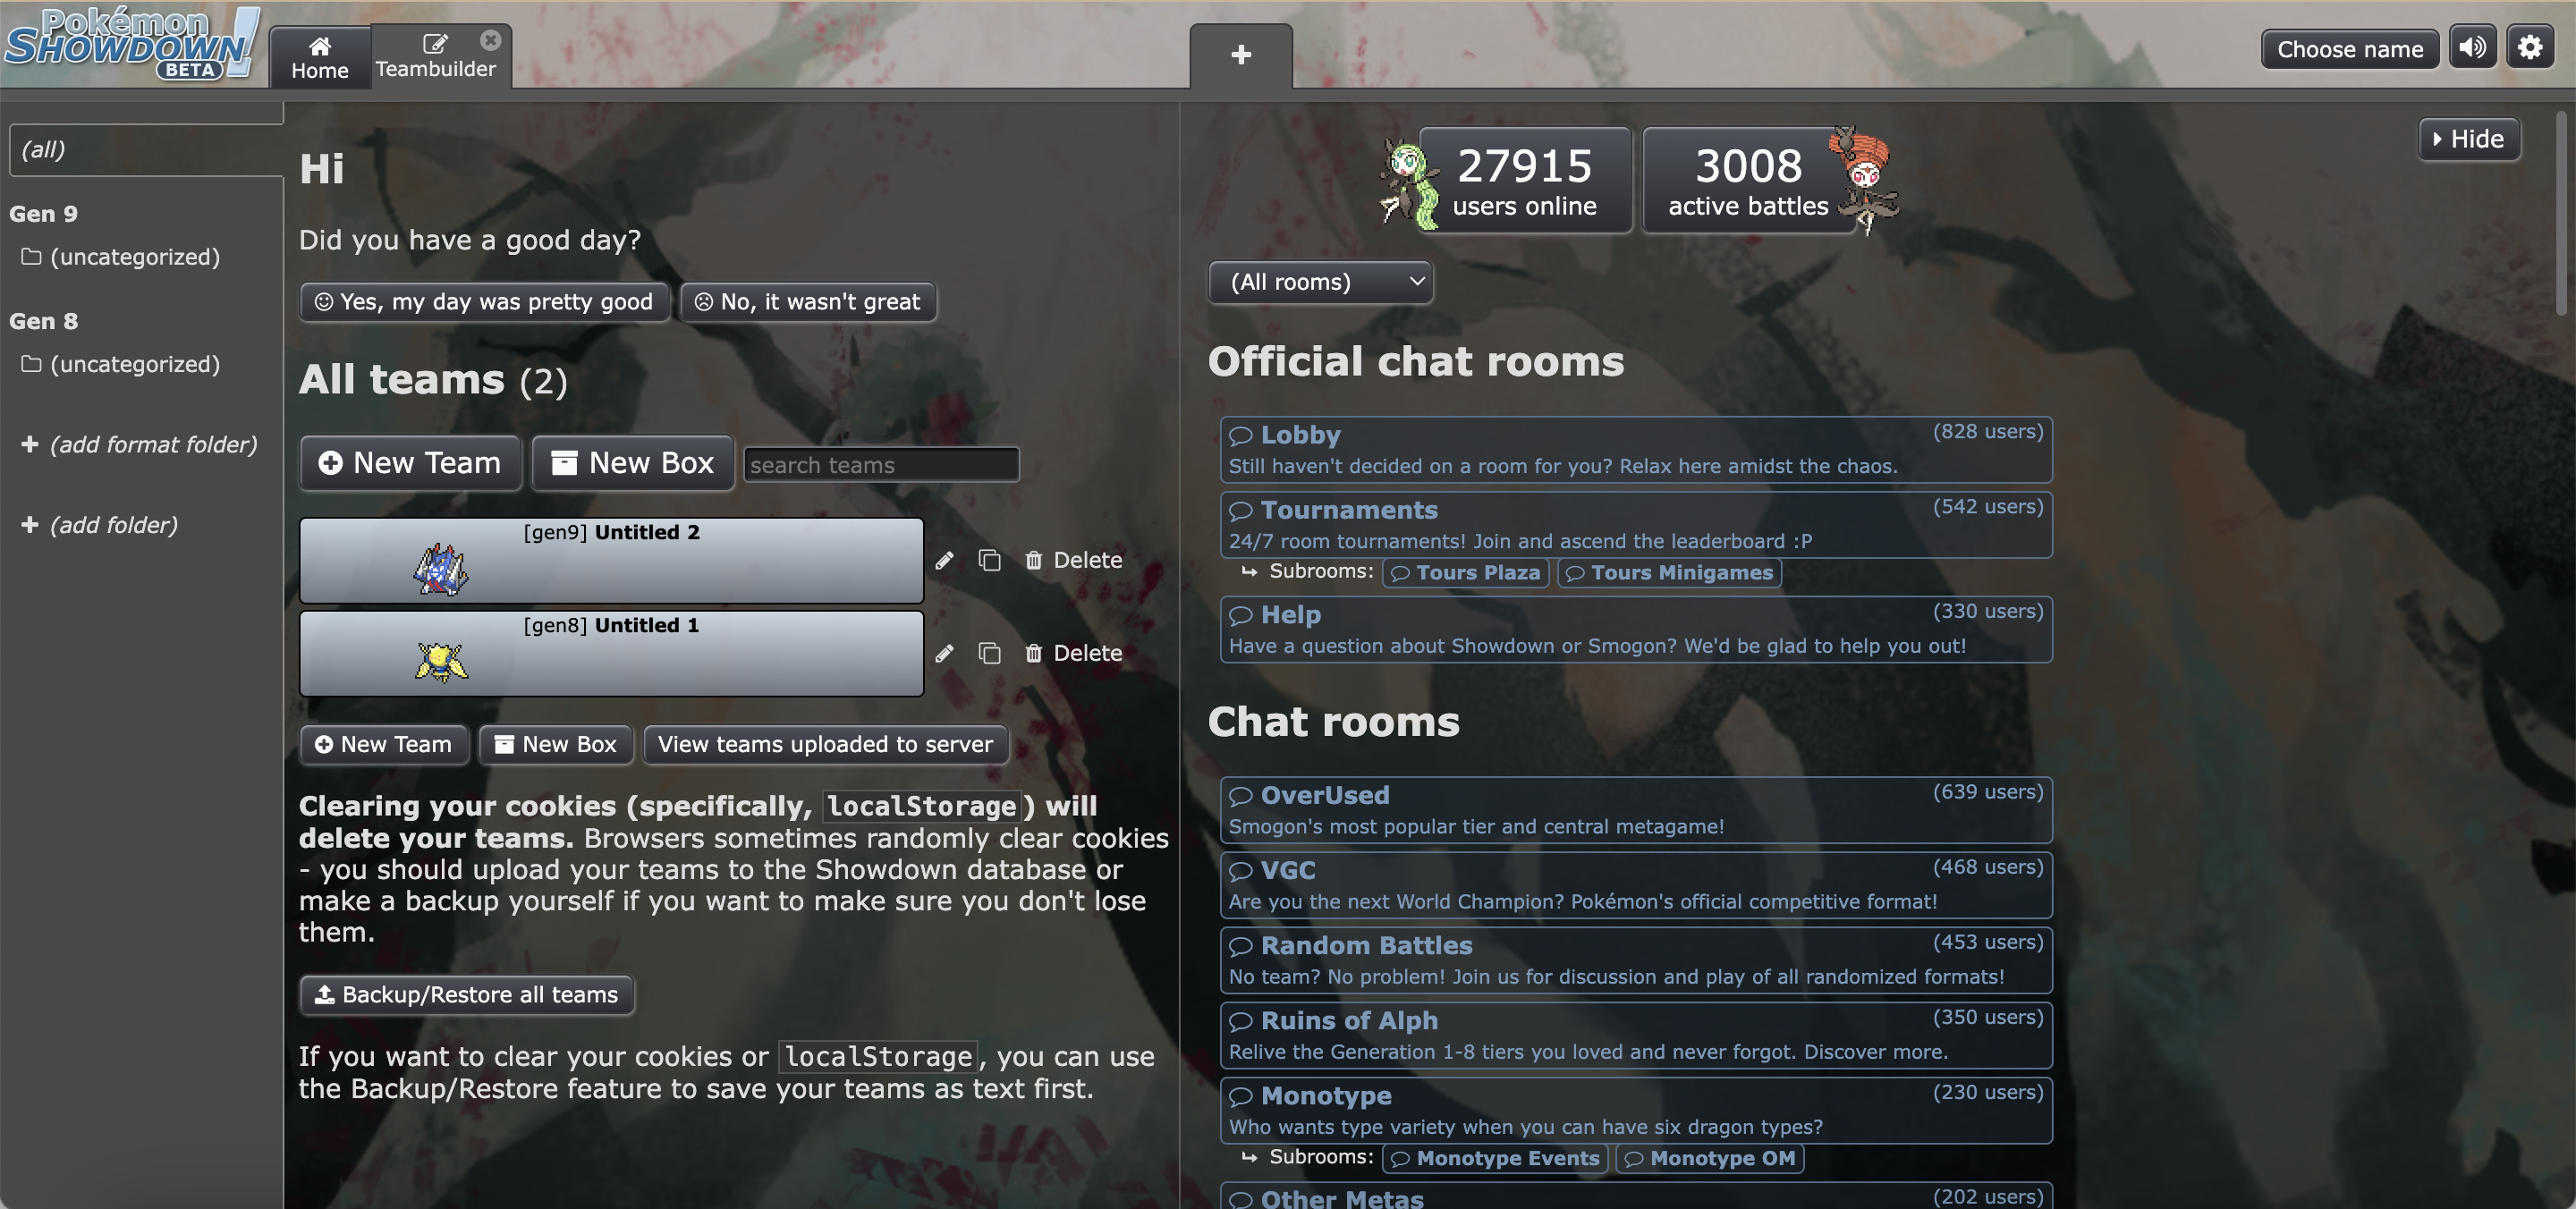 Pokémon
SHOWDOWN!
BETA
Home
Teambuilder
Choose name
(all)
Gen 9
(uncategorized)
Gen 8
(uncategorized)
(add format folder)
(add folder)
Hi
Did you have a good day?
Yes, my day was pretty good
No, it wasn't great
All teams (2)
New Team
New Box
search teams
[gen9] Untitled 2
Delete
[gen8] Untitled 1
Delete
New Team
New Box
View teams uploaded to server
Clearing your cookies (specifically, localStorage) will
delete your teams. Browsers sometimes randomly clear cookies
- you should upload your teams to the Showdown database or
make a backup yourself if you want to make sure you don't lose
them.
Backup/Restore all teams
If you want to clear your cookies or localStorage, you can use
the Backup/Restore feature to save your teams as text first.
27915
users online
3008
active battles
Hide
(All rooms)
Official chat rooms
Lobby (828 users)
Still haven't decided on a room for you? Relax here amidst the chaos.
Tournaments (542 users)
24/7 room tournaments! Join and ascend the leaderboard :P
Subrooms: Tours Plaza Tours Minigames
Help (330 users)
Have a question about Showdown or Smogon? We'd be glad to help you out!
Chat rooms
OverUsed (639 users)
Smogon's most popular tier and central metagame!
VGC (468 users)
Are you the next World Champion? Pokémon's official competitive format!
Random Battles (453 users)
No team? No problem! Join us for discussion and play of all randomized formats!
Ruins of Alph (350 users)
Relive the Generation 1-8 tiers you loved and never forgot. Discover more.
Monotype (230 users)
Who wants type variety when you can have six dragon types?
Subrooms: Monotype Events Monotype OM
Other Metas (202 users)